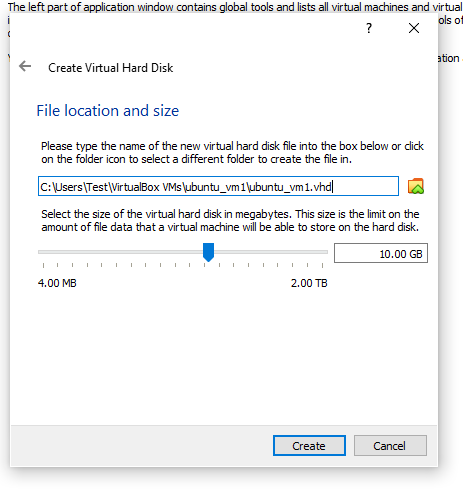 The left part of application window contains global tools and lists all virtual machines and virtual
ols of
?
Create Virtual Hard Disk
ation a
File location and size
Please type the name of the new virtual hard disk file into the box below or click
on the folder icon to select a different folder to create the file in.
C:\Users\Test\VirtualBox VMs\ubuntu_vm1\ubuntu_vm1.vhd
Select the size of the virtual hard disk in megabytes. This size is the limit on the
amount of file data that a virtual machine will be able to store on the hard disk.
10.00 GB
4.00 MB 2.00 TB
Create Cancel